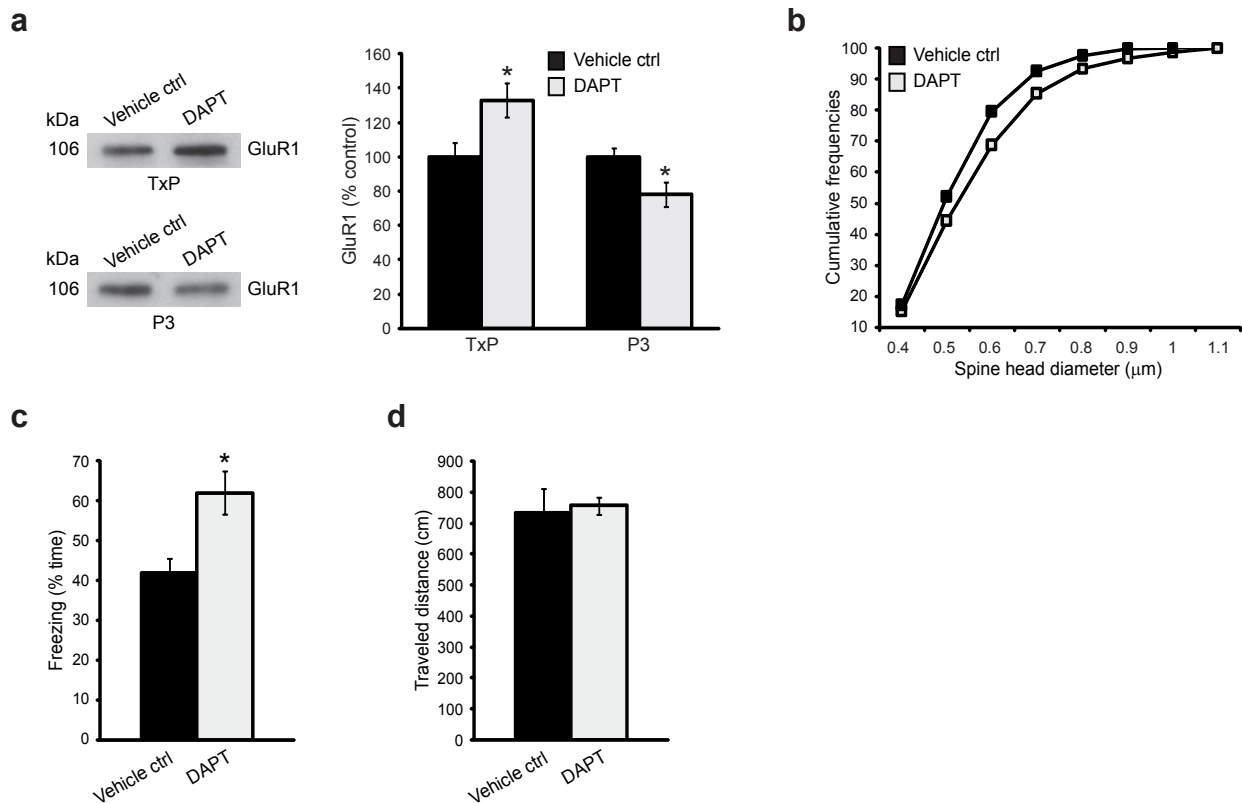 a
kDa
Vehicle ctrl
DAPT
106
GluR1
TxP
kDa
Vehicle ctrl
DAPT
106
GluR1
P3
GluR1 (% control)
160
140
120
100
80
60
40
20
0
*
*
Vehicle ctrl
DAPT
TxP
P3
b
Cumulative frequencies
100
90
80
70
60
50
40
30
20
10
Vehicle ctrl
DAPT
0.4 0.5 0.6 0.7 0.8 0.9 1 1.1
Spine head diameter (μm)
c
Freezing (% time)
70
60
50
40
30
20
10
0
*
Vehicle ctrl
DAPT
d
Traveled distance (cm)
900
800
700
600
500
400
300
200
100
0
Vehicle ctrl
DAPT